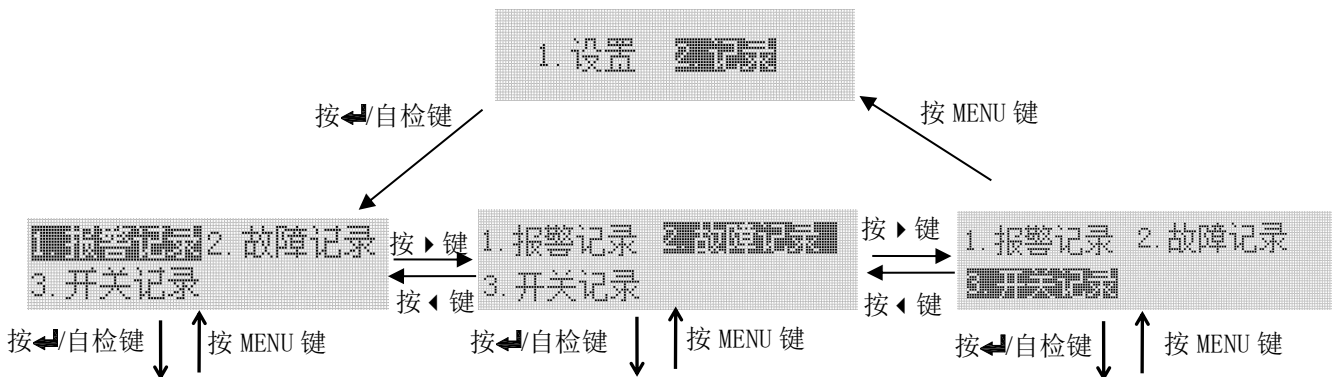 1.设置 2.记录
按↵/自检键
按 MENU 键
1.报警记录 2.故障记录
3.开关记录
按▶键
按◀键
1.报警记录 2.故障记录
3.开关记录
按▶键
按◀键
1.报警记录 2.故障记录
3.开关记录
按↵/自检键
按 MENU 键
按↵/自检键
按 MENU 键
按↵/自检键
按 MENU 键